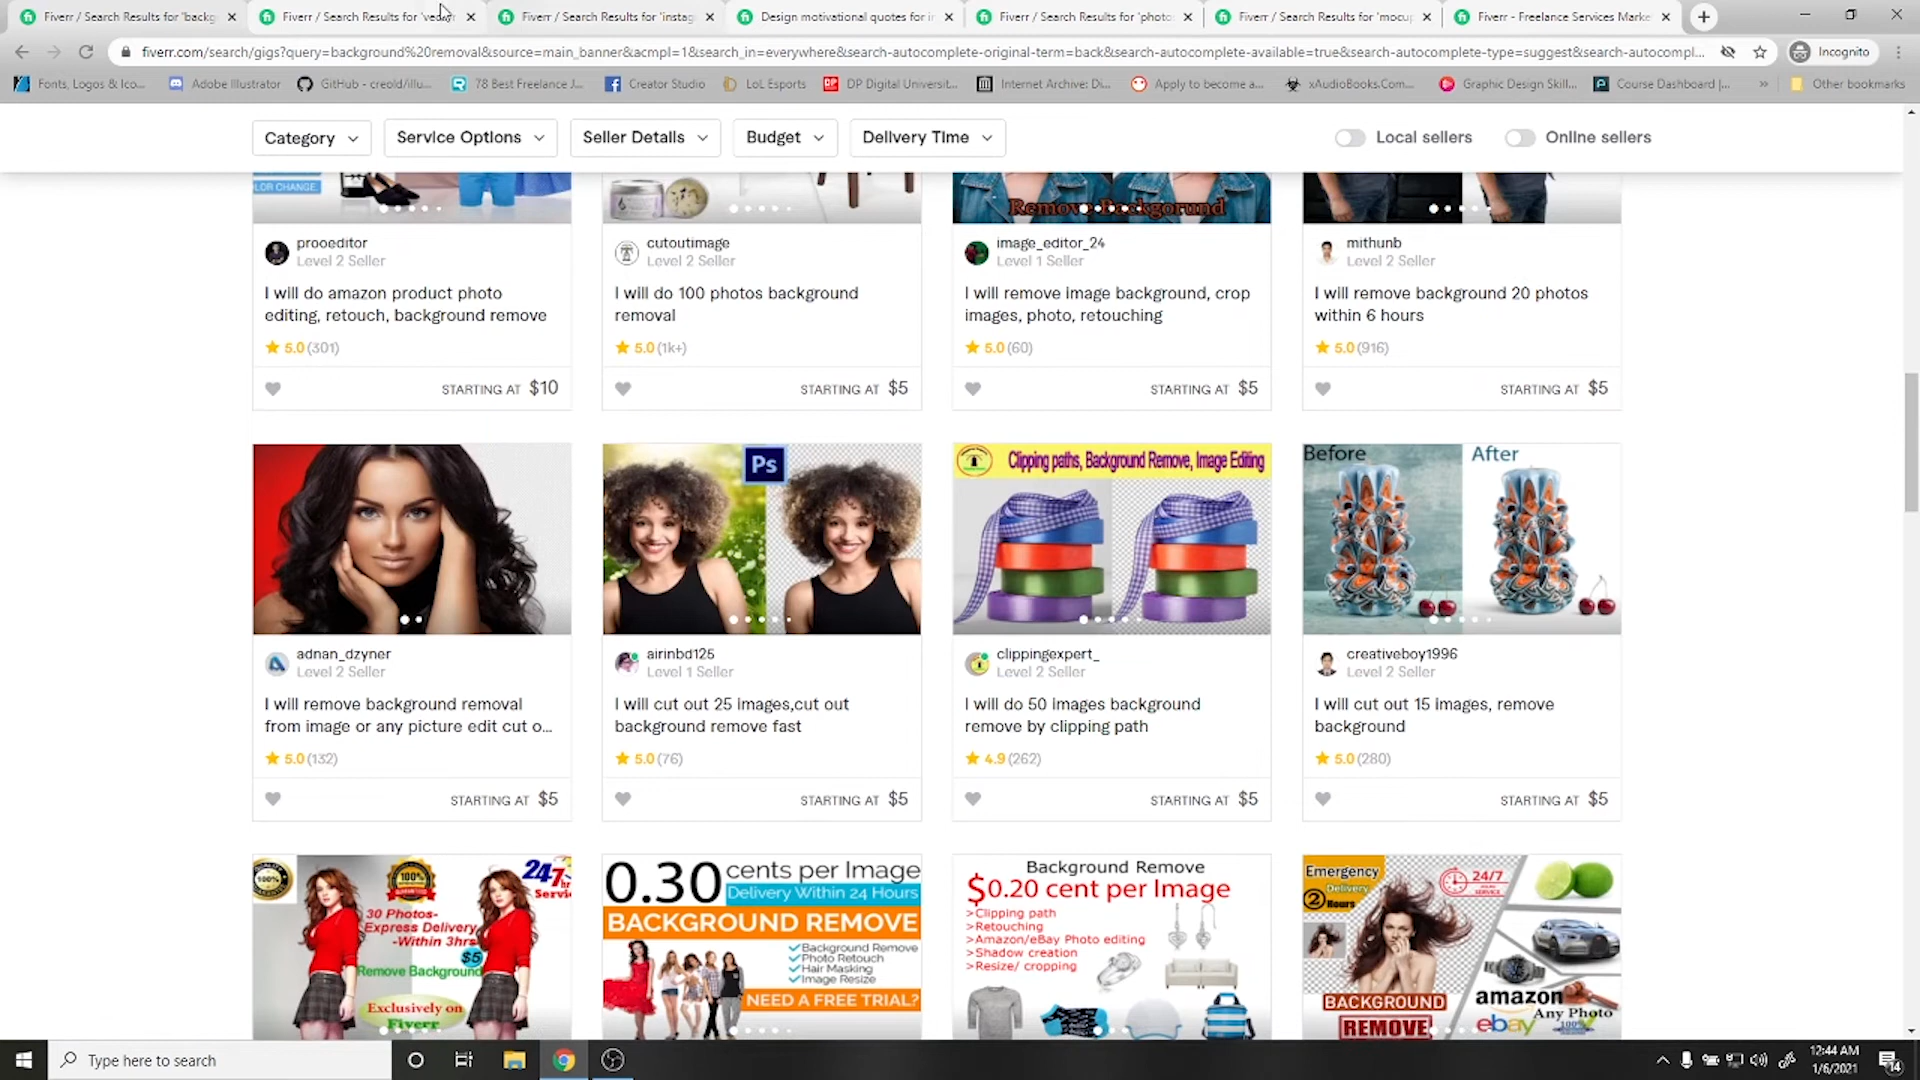 Fiverr / Search Results for 'backg
Fiverr / Search Results for 'vecto
Fiverr / Search Results for 'instag
Design motivational quotes for in
Fiverr / Search Results for 'photo
Fiverr / Search Results for 'mocup
Fiverr - Freelance Services Marke
fiverr.com/search/gigs?query=background%20removal&source=main_banner&acmpl=1&search_in=everywhere&search-autocomplete-original-term=back&search-autocomplete-available=true&search-autocomplete-type=suggest&search-autocompl...
Incognito
Fonts, Logos & Ico...
Adobe Illustrator
GitHub - creold/illu...
78 Best Freelance J...
Creator Studio
LoL Esports
DP Digital Universit...
Internet Archive: Di...
Apply to become a...
xAudioBooks.Com...
Graphic Design Skill...
Course Dashboard |...
Other bookmarks
Category
Service Options
Seller Details
Budget
Delivery Time
Local sellers
Online sellers
OLOR CHANGE.
Remove Backgorund
prooeditor
Level 2 Seller
I will do amazon product photo
editing, retouch, background remove
5.0 (301)
STARTING AT $10
cutoutimage
Level 2 Seller
I will do 100 photos background
removal
5.0 (1k+)
STARTING AT $5
image_editor_24
Level 1 Seller
I will remove image background, crop
images, photo, retouching
5.0 (60)
STARTING AT $5
mithunb
Level 2 Seller
I will remove background 20 photos
within 6 hours
5.0 (916)
STARTING AT $5
adnan_dzyner
Level 2 Seller
I will remove background removal
from image or any picture edit cut o...
5.0 (132)
STARTING AT $5
Ps
airinbd125
Level 1 Seller
I will cut out 25 images,cut out
background remove fast
5.0 (76)
STARTING AT $5
Clipping paths, Background Remove, Image Editing
clippingexpert_
Level 2 Seller
I will do 50 images background
remove by clipping path
4.9 (262)
STARTING AT $5
Before
After
creativeboy1996
Level 2 Seller
I will cut out 15 images, remove
background
5.0 (280)
STARTING AT $5
100%
100%
24/7
Servic
30 Photos-
Express Delivery
-Within 3hrs
$5
Remove Background
Exclusively on
Fiverr
0.30 cents per Image
Delivery Within 24 Hours
BACKGROUND REMOVE
Background Remove
Photo Retouch
Hair Masking
Image Resize
NEED A FREE TRIAL?
Background Remove
$0.20 cent per Image
>Clipping path
>Retouching
>Amazon/eBay Photo editing
>Shadow creation
>Resize/ cropping
Emergency
Delivery
2 Hours
24/7
BACKGROUND
REMOVE
amazon
Any Photo
ebay
100%
Type here to search
12:44 AM
1/6/2021
14